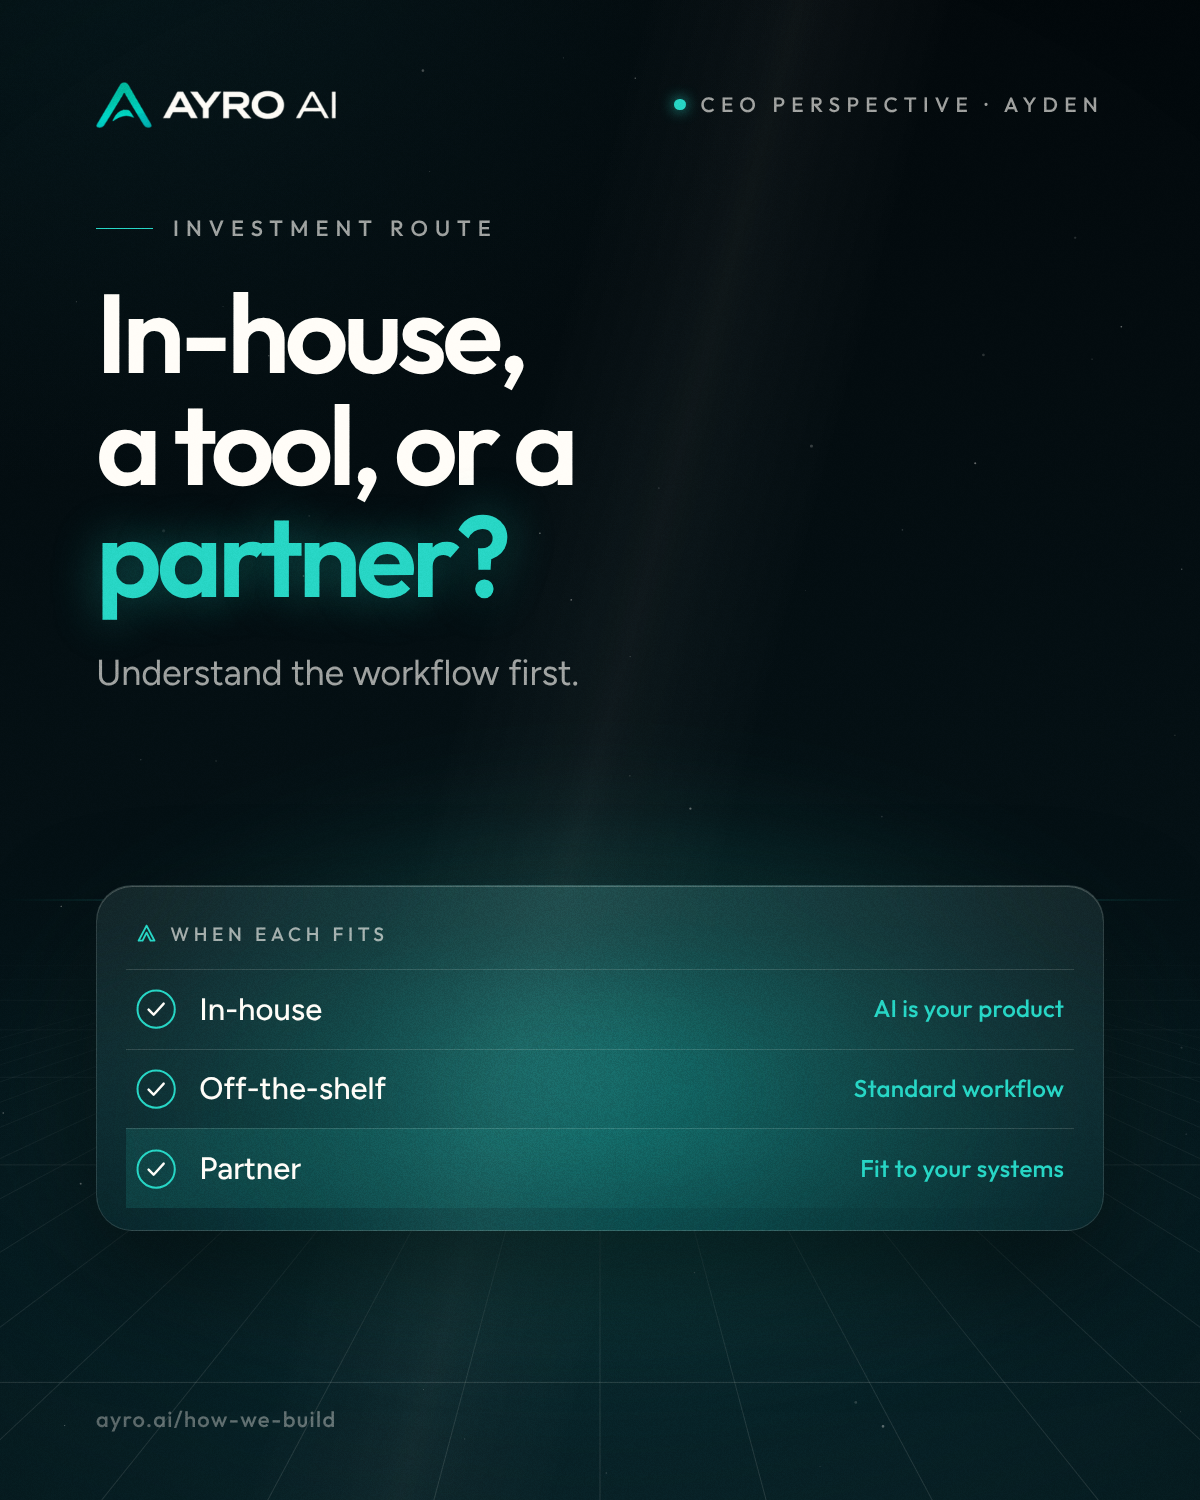 AYRO AI
CEO PERSPECTIVE · AYDEN
INVESTMENT ROUTE
In-house,
a tool, or a
partner?
Understand the workflow first.
WHEN EACH FITS
In-house AI is your product
Off-the-shelf Standard workflow
Partner Fit to your systems
ayro.ai/how-we-build